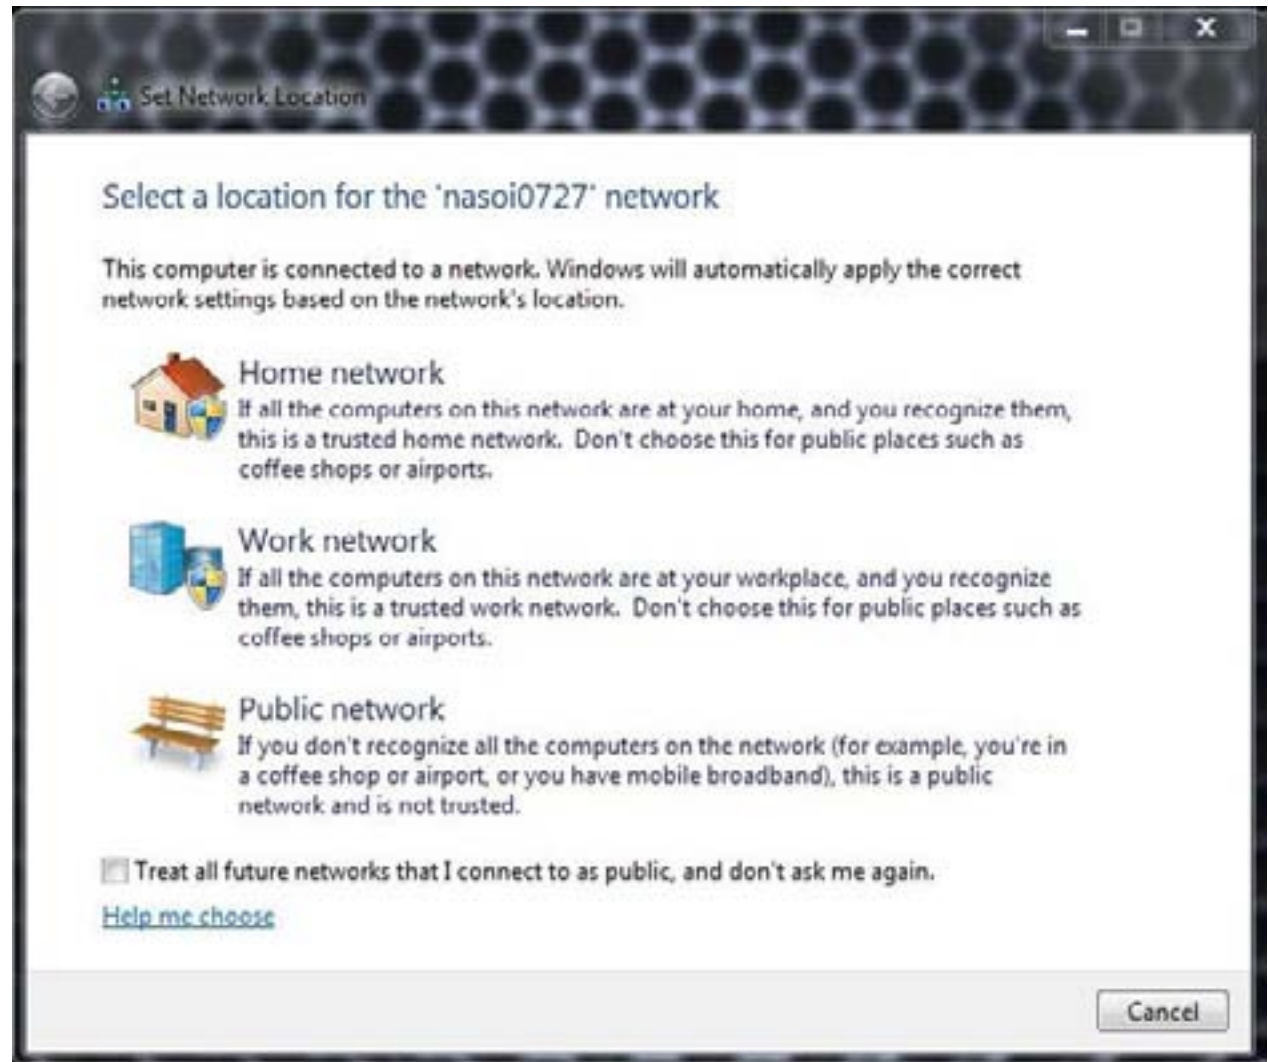 Set Network Location
Select a location for the 'nasoi0727' network
This computer is connected to a network. Windows will automatically apply the correct
network settings based on the network's location.
Home network
If all the computers on this network are at your home, and you recognize them,
this is a trusted home network.  Don't choose this for public places such as
coffee shops or airports.
Work network
If all the computers on this network are at your workplace, and you recognize
them, this is a trusted work network.  Don't choose this for public places such as
coffee shops or airports.
Public network
If you don't recognize all the computers on the network (for example, you're in
a coffee shop or airport, or you have mobile broadband), this is a public
network and is not trusted.
Treat all future networks that I connect to as public, and don't ask me again.
Help me choose
Cancel